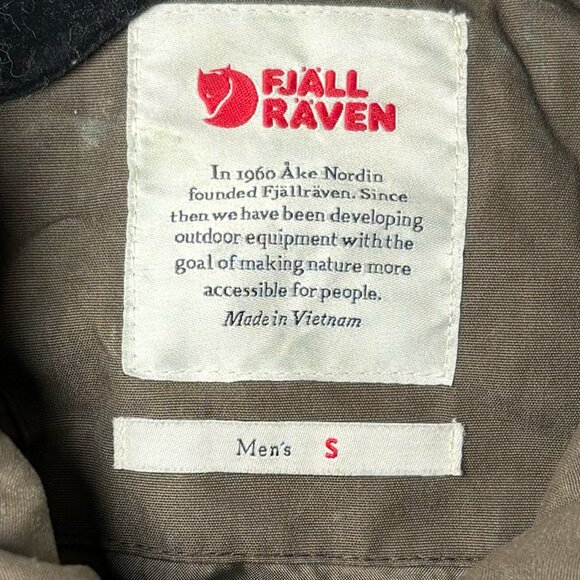 FJÄLL
RÄVEN
In 1960 Åke Nordin
founded Fjällräven. Since
then we have been developing
outdoor equipment with the
goal of making nature more
accessible for people.
Made in Vietnam
Men's S